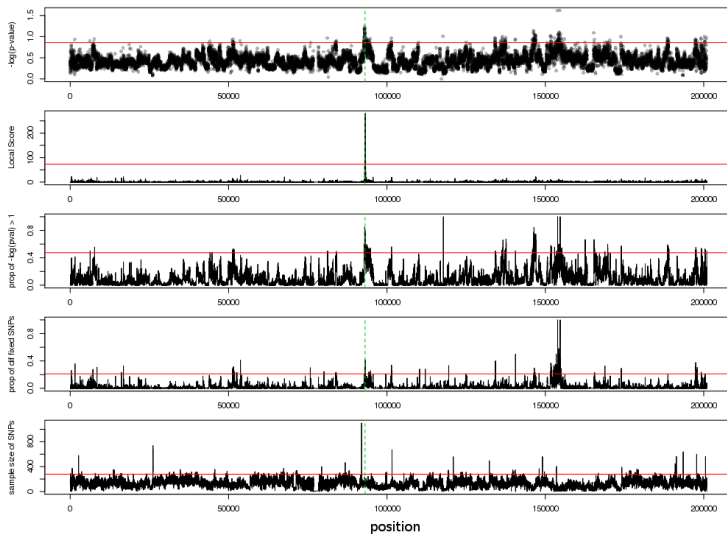 -log(p-value)
0.0 0.5 1.0 1.5
0 50000 100000 150000 200000
Local Score
0 100 200
0 50000 100000 150000 200000
prop of -log(pval) > 1
0.0 0.4 0.8
0 50000 100000 150000 200000
prop of dif fixed SNPs
0.0 0.4 0.8
0 50000 100000 150000 200000
sample size of SNPs
0 400 800
0 50000 100000 150000 200000
position